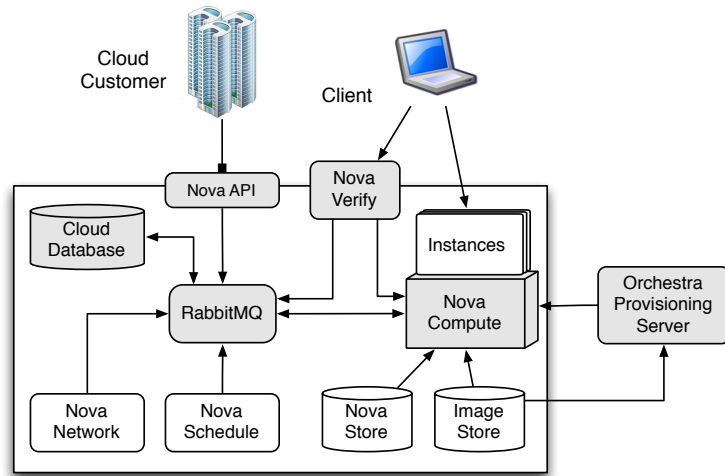 Cloud
Customer
Client
Nova API
Nova
Verify
Cloud
Database
Instances
RabbitMQ
Nova
Compute
Orchestra
Provisioning
Server
Nova
Network
Nova
Schedule
Nova
Store
Image
Store